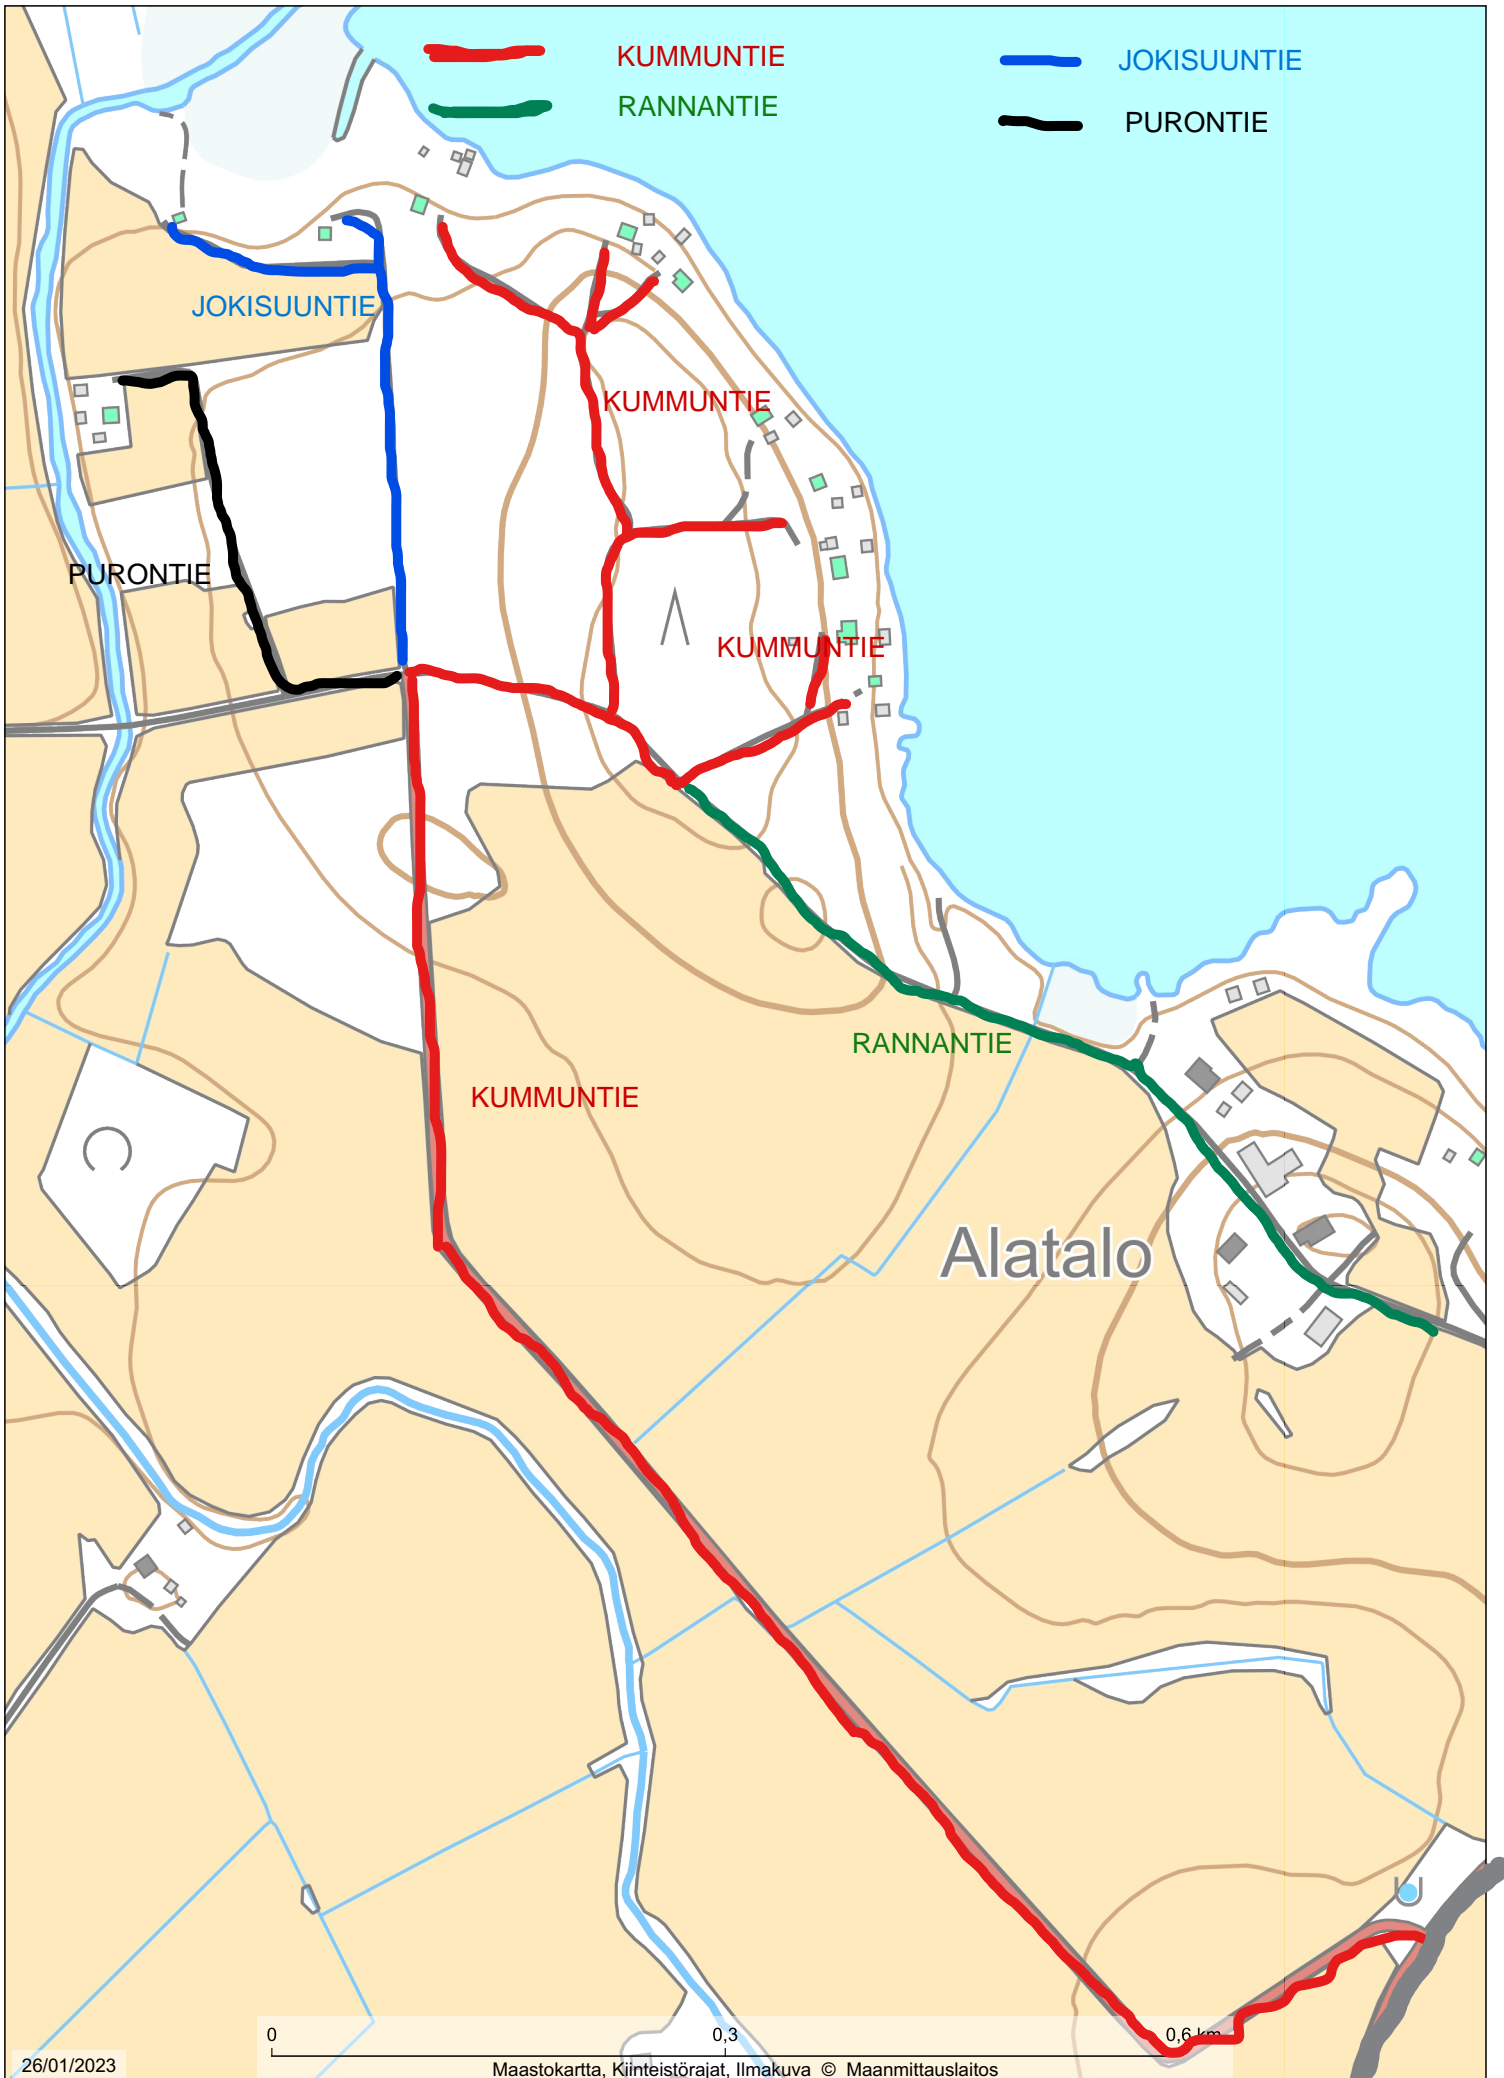 KUMMUNTIE
JOKISUUNTIE
RANNANTIE
PURONTIE
JOKISUUNTIE
KUMMUNTIE
PURONTIE
KUMMUNTIE
RANNANTIE
KUMMUNTIE
Alatalo
0
0,3
0,6 km
26/01/2023
Maastokartta, Kiinteistörajat, Ilmakuva © Maanmittauslaitos